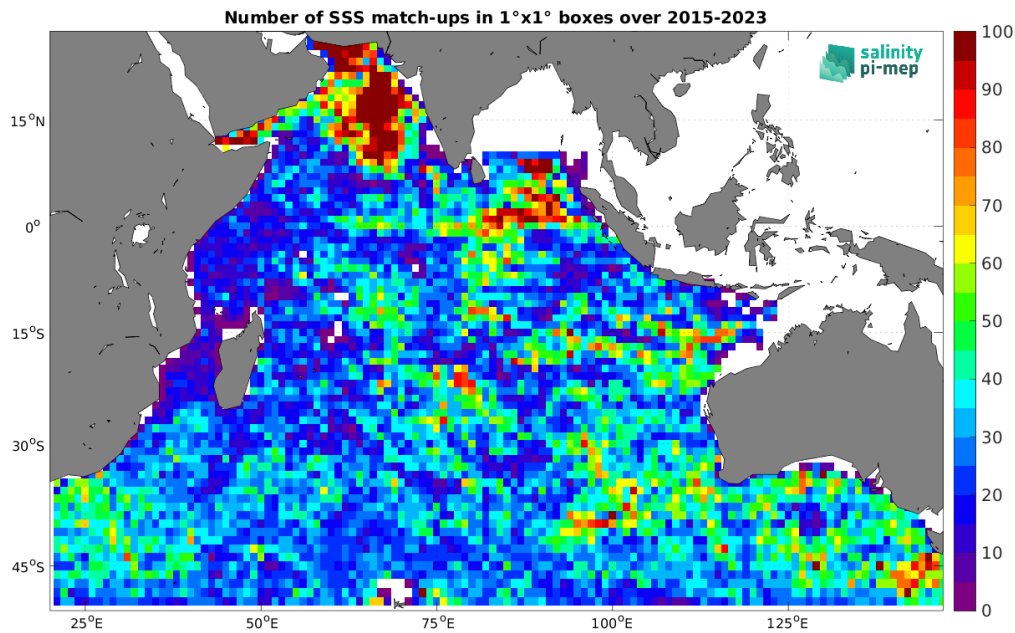 Number of SSS match-ups in 1°x1° boxes over 2015-2023
salinity
pi-mep
15°N
0°
15°S
30°S
45°S
25°E
50°E
75°E
100°E
125°E
100
90
80
70
60
50
40
30
20
10
0